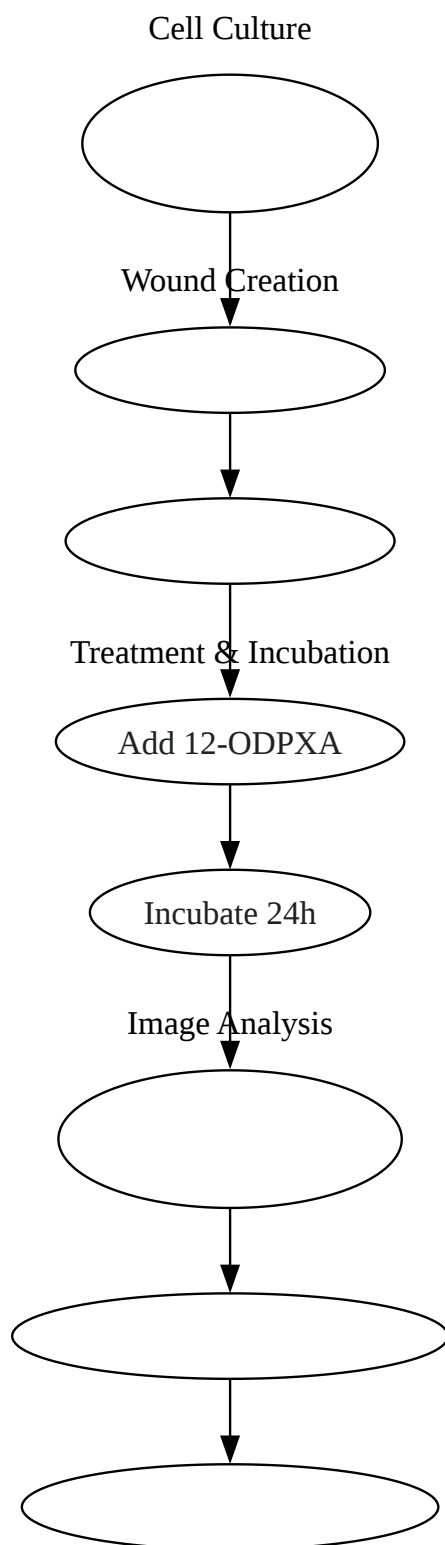 Cell Culture
Wound Creation
Treatment & Incubation
Add 12-ODPXA
Incubate 24h
Image Analysis